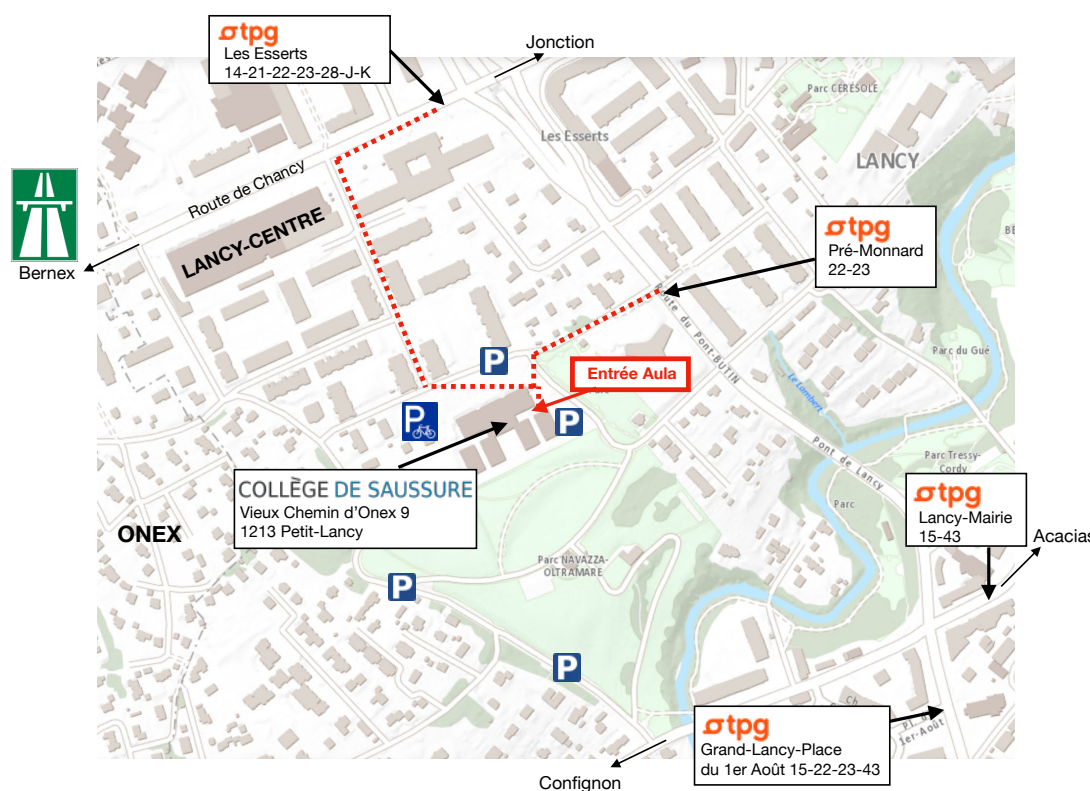 tpg
Les Esserts
14-21-22-23-28-J-K
Jonction
Parc CÉRÉSOLE
Les Esserts
LANCY
Route de Chancy
LANCY-CENTRE
Bernex
tpg
Pré-Monnard
22-23
Route du Pont-BUTIN
Parc du Gué
P
Entrée Aula
Le Lambert
P
P
COLLÈGE DE SAUSSURE
Vieux Chemin d'Onex 9
1213 Petit-Lancy
Pont de Lancy
Parc Tressy-
Cordy
Parc
tpg
Lancy-Mairie
15-43
Acacias
ONEX
Parc NAVAZZA-
OLTRAMARE
P
P
tpg
Grand-Lancy-Place
du 1er Août 15-22-23-43
1er-Août
Confignon